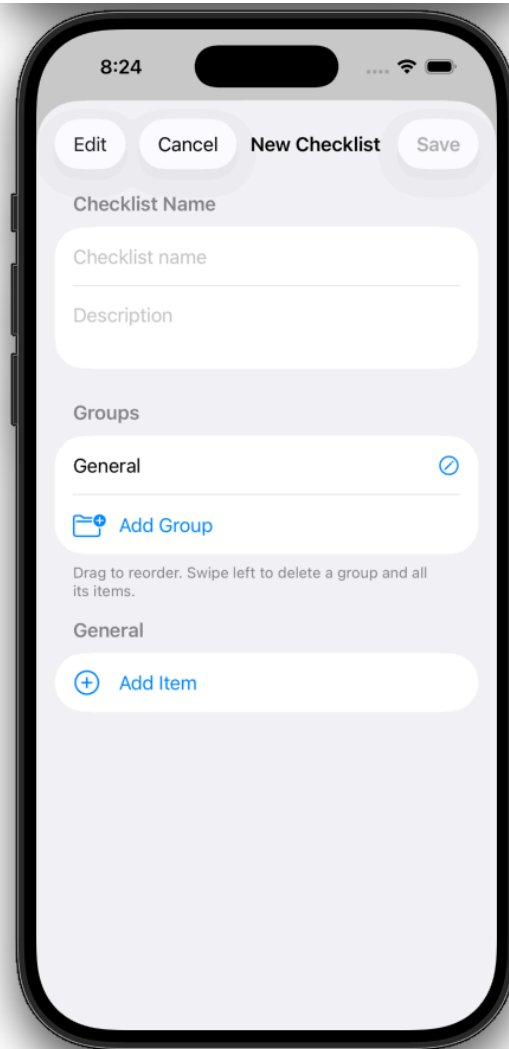 8:24
Edit Cancel New Checklist Save
Checklist Name
Checklist name
Description
Groups
General
Add Group
Drag to reorder. Swipe left to delete a group and all
its items.
General
Add Item